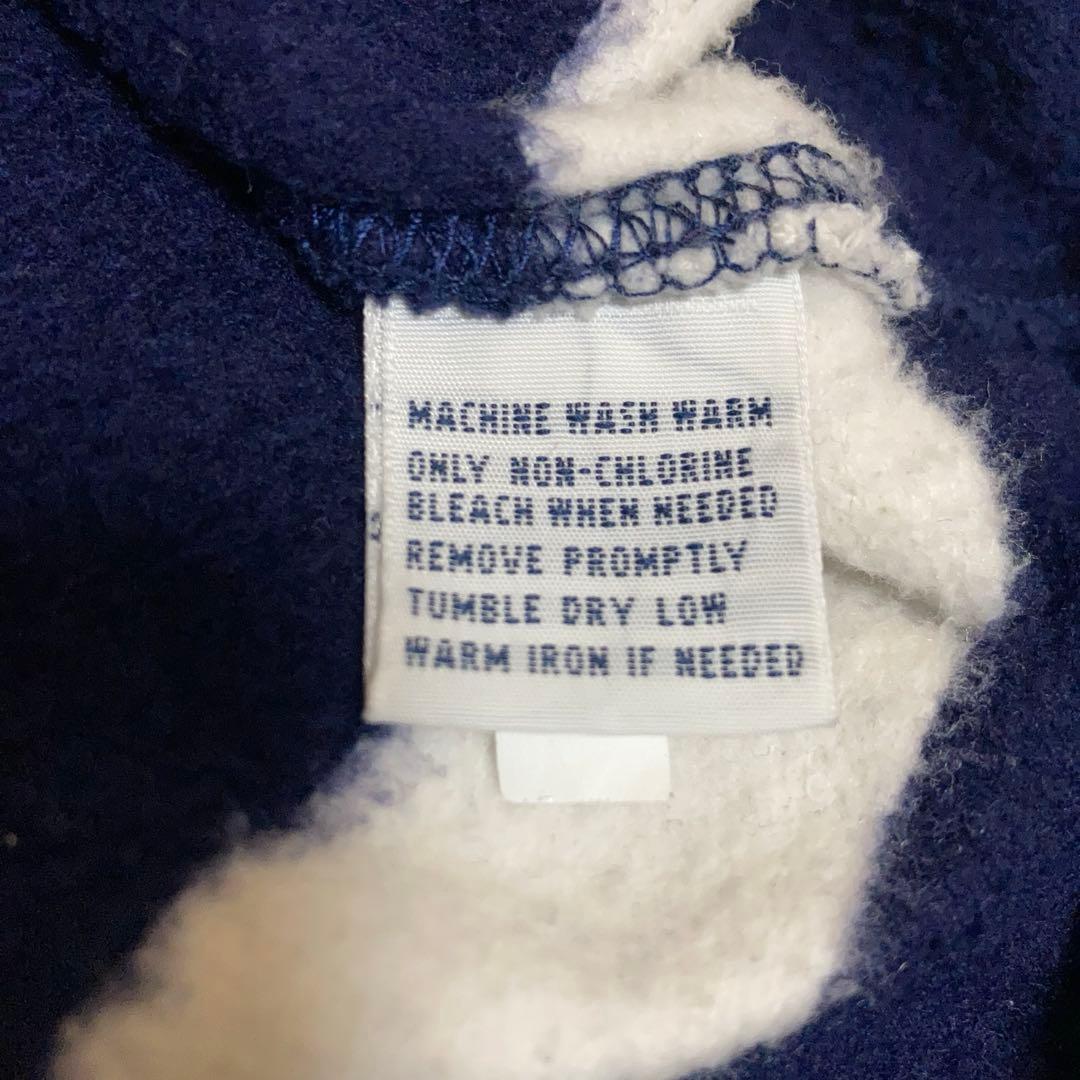 MACHINE WASH WARM
ONLY NON-CHLORINE
BLEACH WHEN NEEDED
REMOVE PROMPTLY
TUMBLE DRY LOW
WARM IRON IF NEEDED